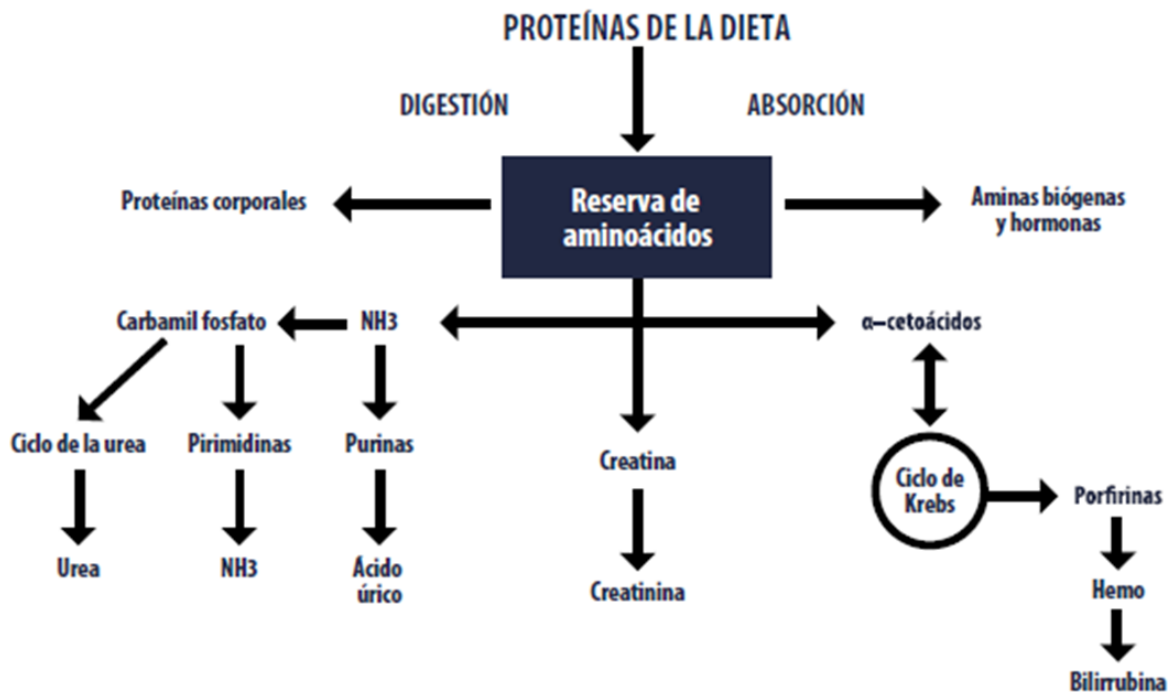 PROTEÍNAS DE LA DIETA
DIGESTIÓN
ABSORCIÓN
Proteínas corporales
Reserva de
aminoácidos
Aminas biógenas
y hormonas
Carbamil fosfato
NH3
α–cetoácidos
Ciclo de la urea
Pirimidinas
Purinas
Creatina
Ciclo de
Krebs
Porfirinas
Urea
NH3
Ácido
úrico
Creatinina
Hemo
Bilirrubina